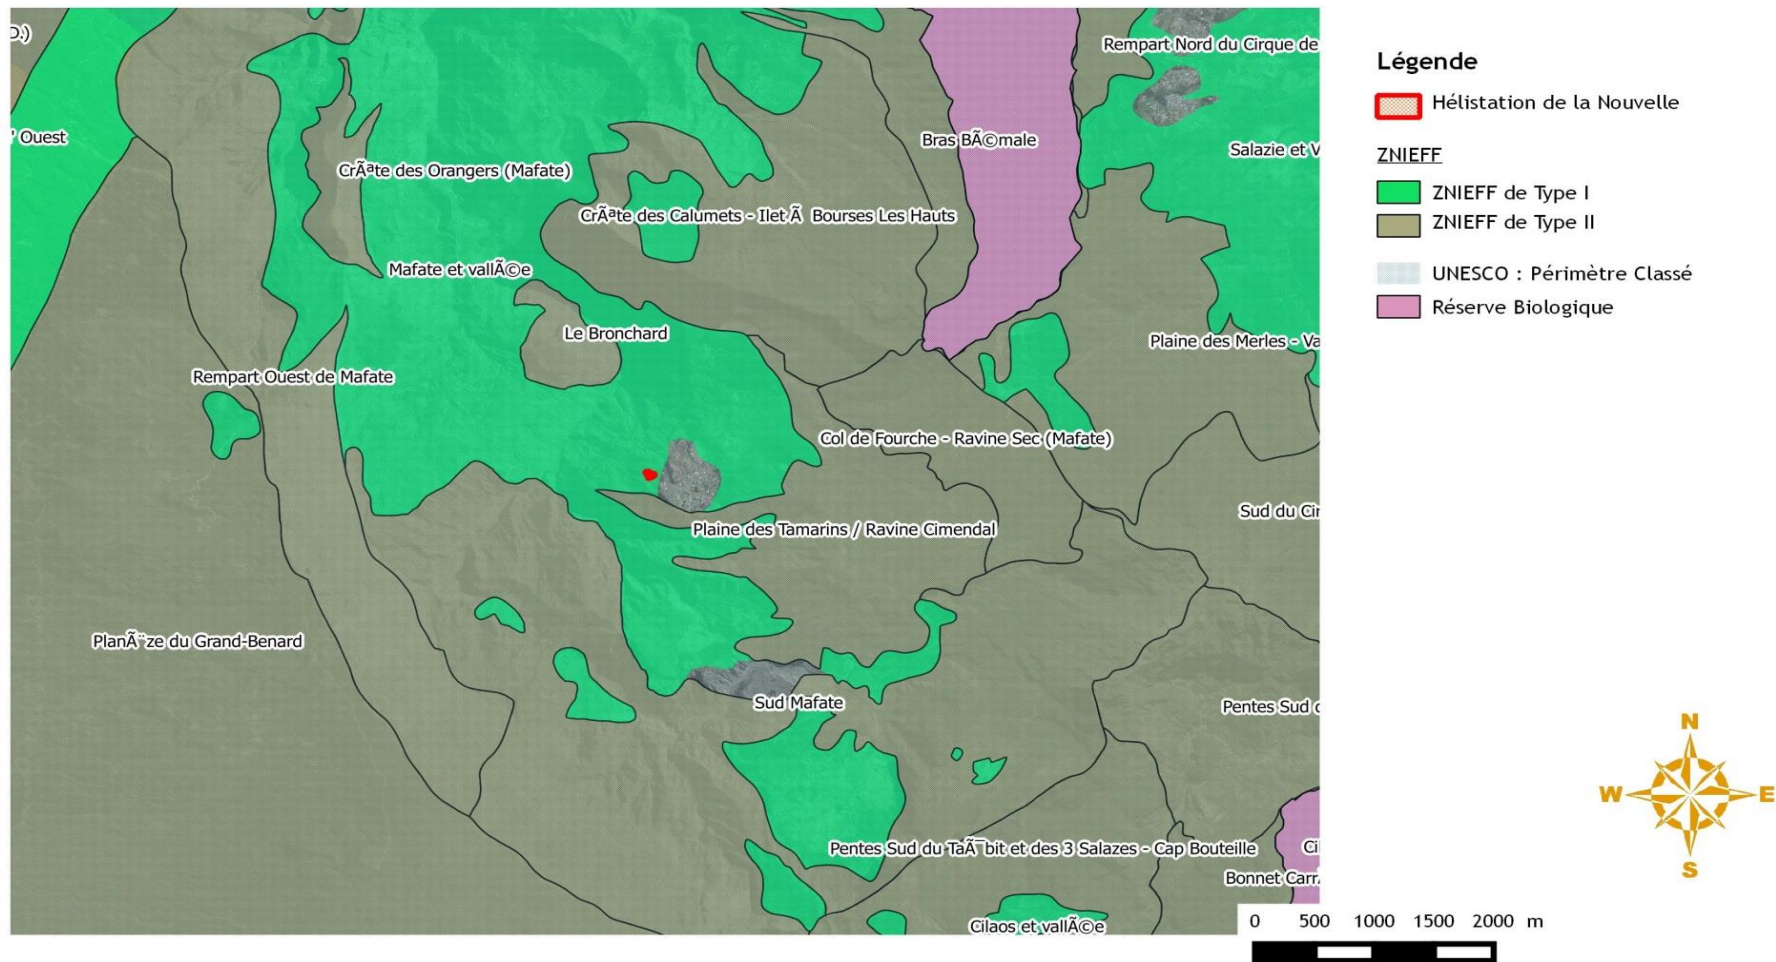 D.)
Rempart Nord du Cirque de
' Ouest
Bras BÃ©male
Salazie et V
CrÃªte des Orangers (Mafate)
CrÃªte des Calumets - Ilet Ã  Bourses Les Hauts
Mafate et vallÃ©e
Le Bronchard
Plaine des Merles - Va
Rempart Ouest de Mafate
Col de Fourche - Ravine Sec (Mafate)
Sud du Cir
Plaine des Tamarins / Ravine Cimendal
PlanÃ¨ze du Grand-Benard
Sud Mafate
Pentes Sud d
Pentes Sud du TaÃ¯bit et des 3 Salazes - Cap Bouteille
Ci
Bonnet CarrÃ
Cilaos et vallÃ©e
Légende
Hélistation de la Nouvelle
ZNIEFF
ZNIEFF de Type I
ZNIEFF de Type II
UNESCO : Périmètre Classé
Réserve Biologique
N
W E
S
0 500 1000 1500 2000 m